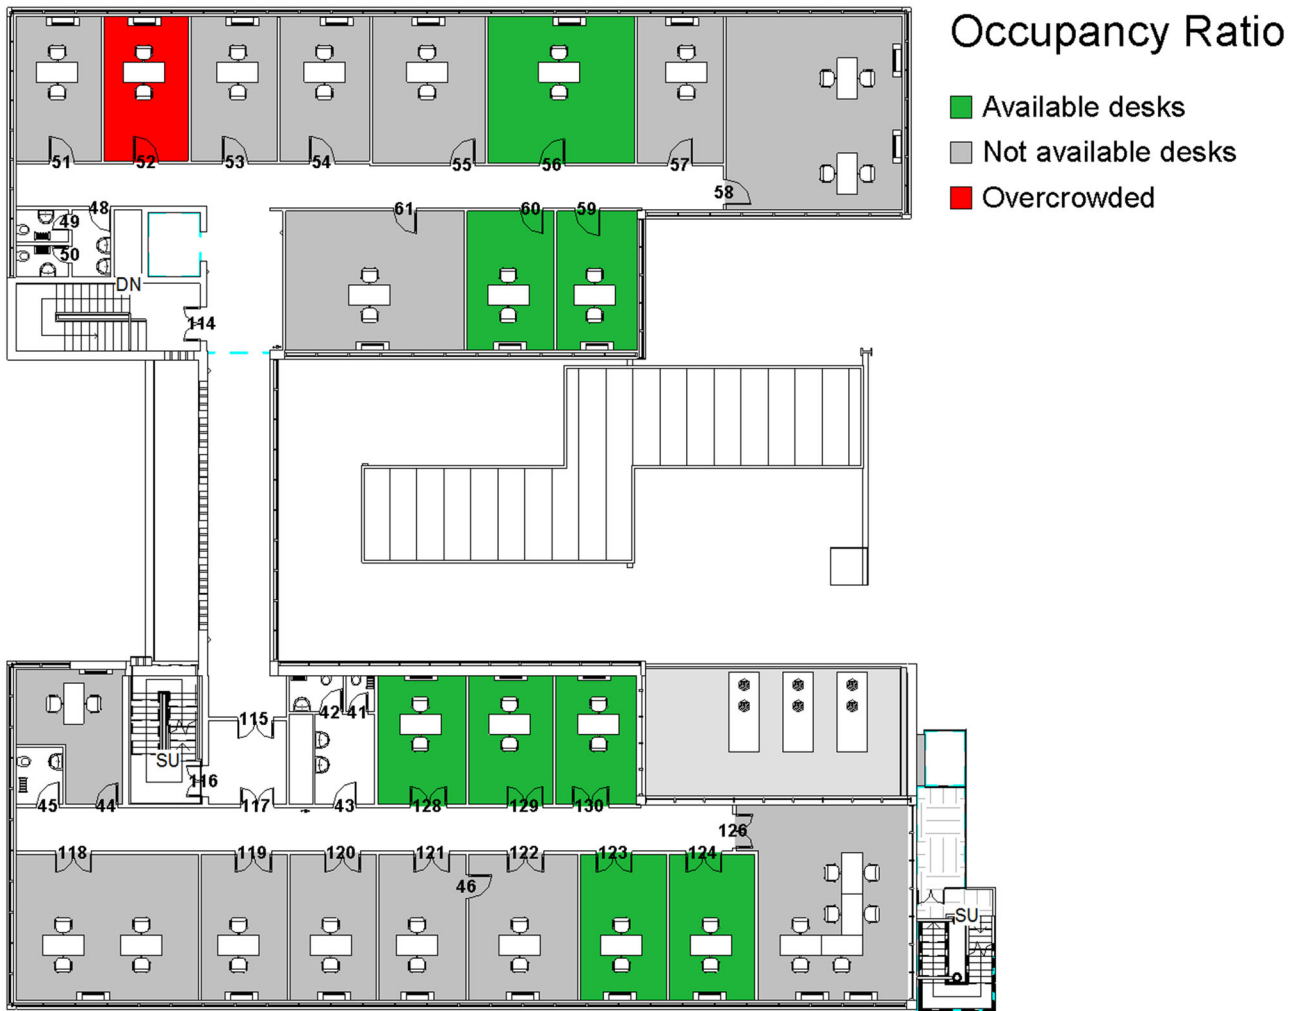 Occupancy Ratio
Available desks
Not available desks
Overcrowded
51 52 53 54 55 56 57
58
48
49
50
61 60 59
DN
114
115
42 41
SU
116
45 44 117 43 128 129 130
126
118 119 120 121 122 123 124
46
SU